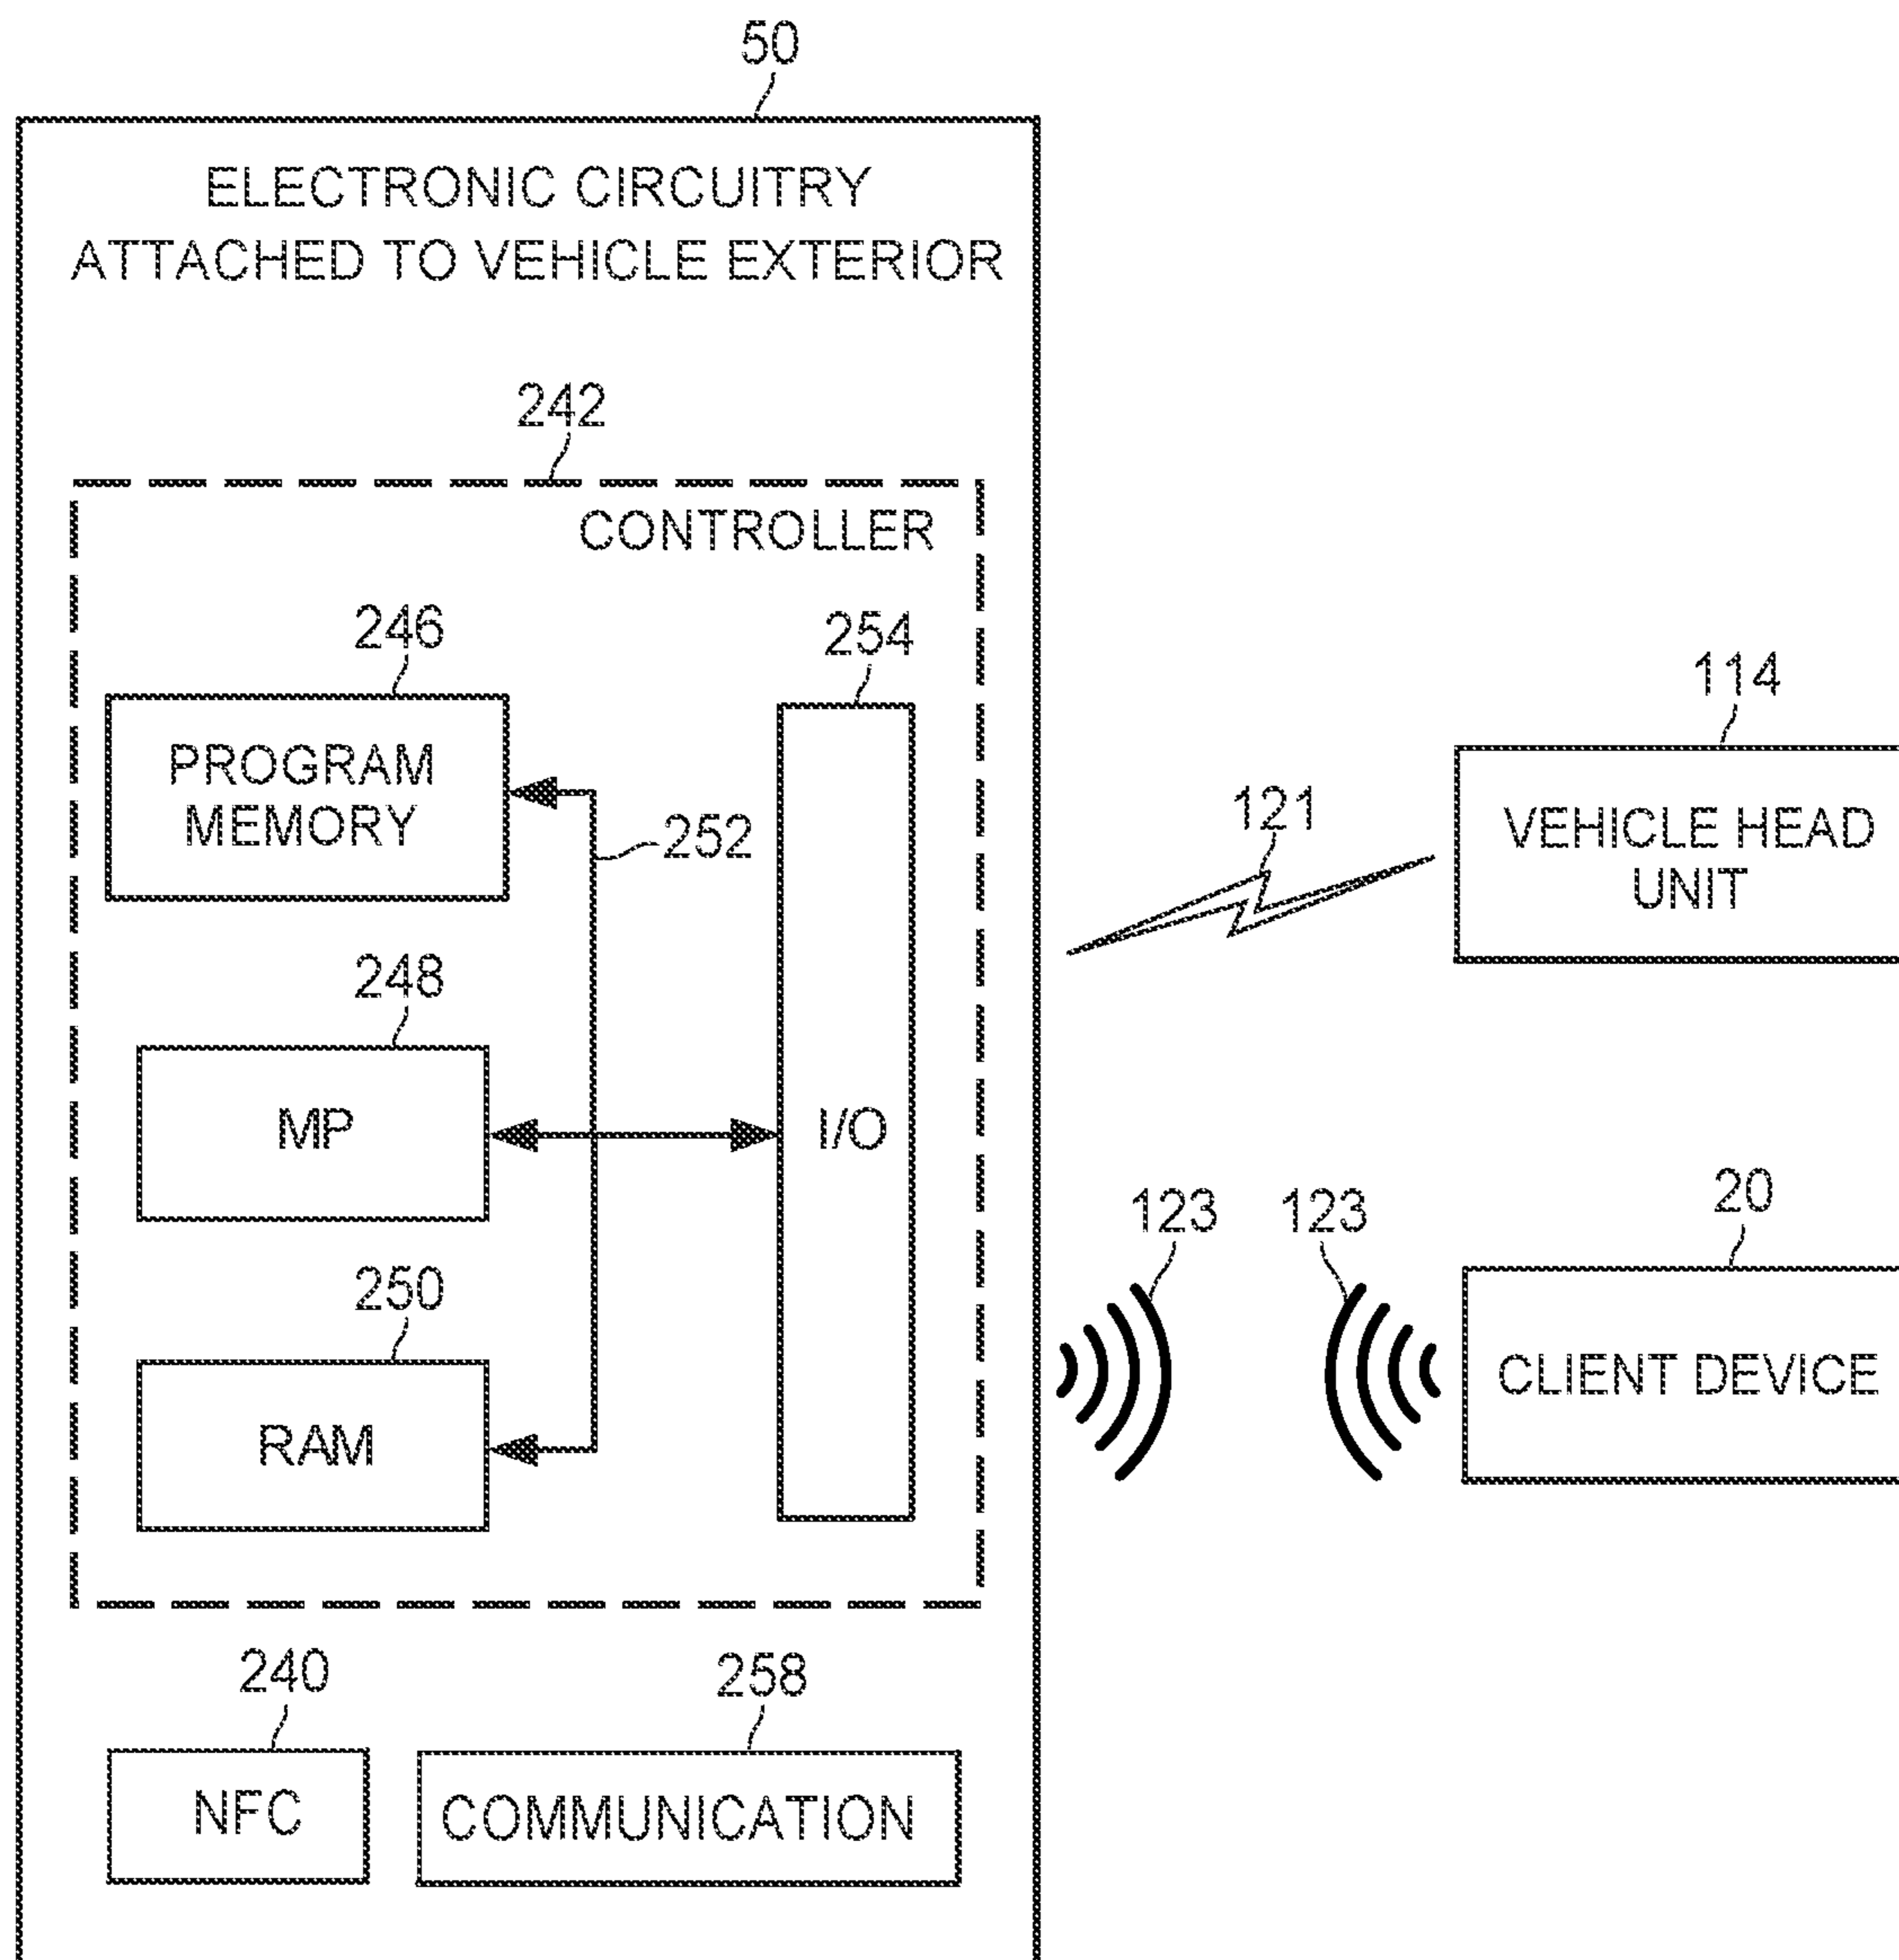 50
ELECTRONIC CIRCUITRY
ATTACHED TO VEHICLE EXTERIOR
242
CONTROLLER
246
PROGRAM
MEMORY
254
252
248
MP
I/O
250
RAM
240
NFC
258
COMMUNICATION
121
114
VEHICLE HEAD
UNIT
123
123
20
CLIENT DEVICE